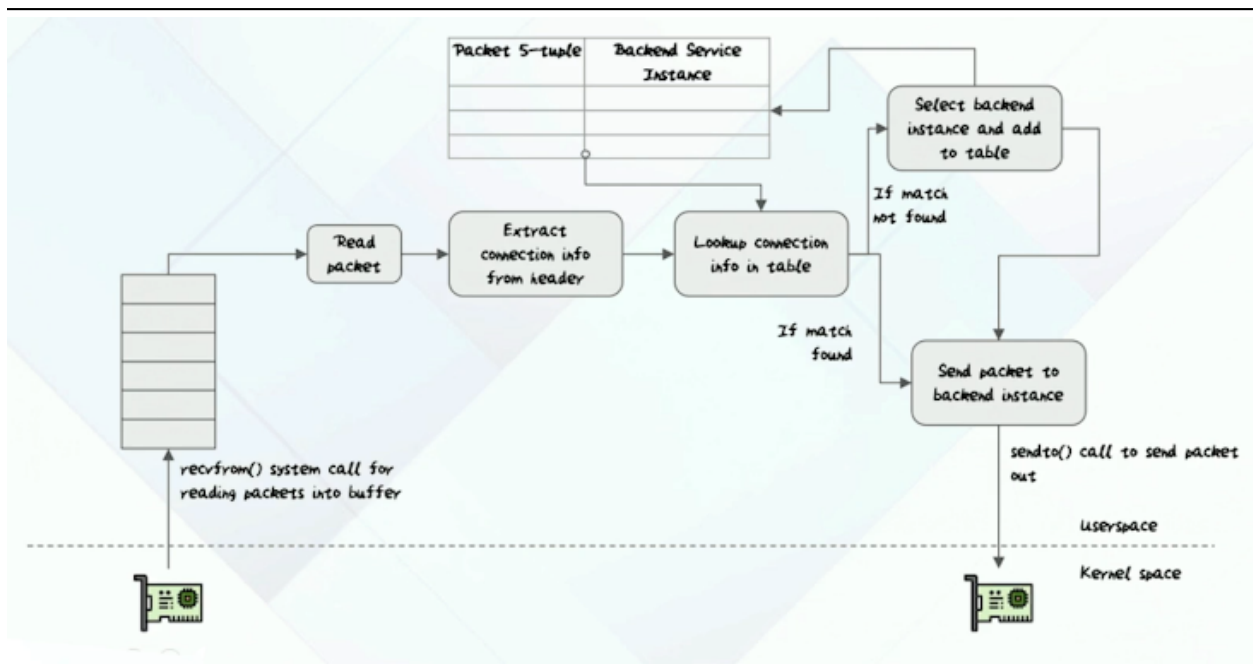 Packet 5-tuple
Backend Service
Instance
Select backend
instance and add
to table
If match
not found
Read
packet
Extract
connection info
from header
Lookup connection
info in table
If match
found
Send packet to
backend instance
recvfrom() system call for
reading packets into buffer
sendto() call to send packet
out
Userspace
Kernel space